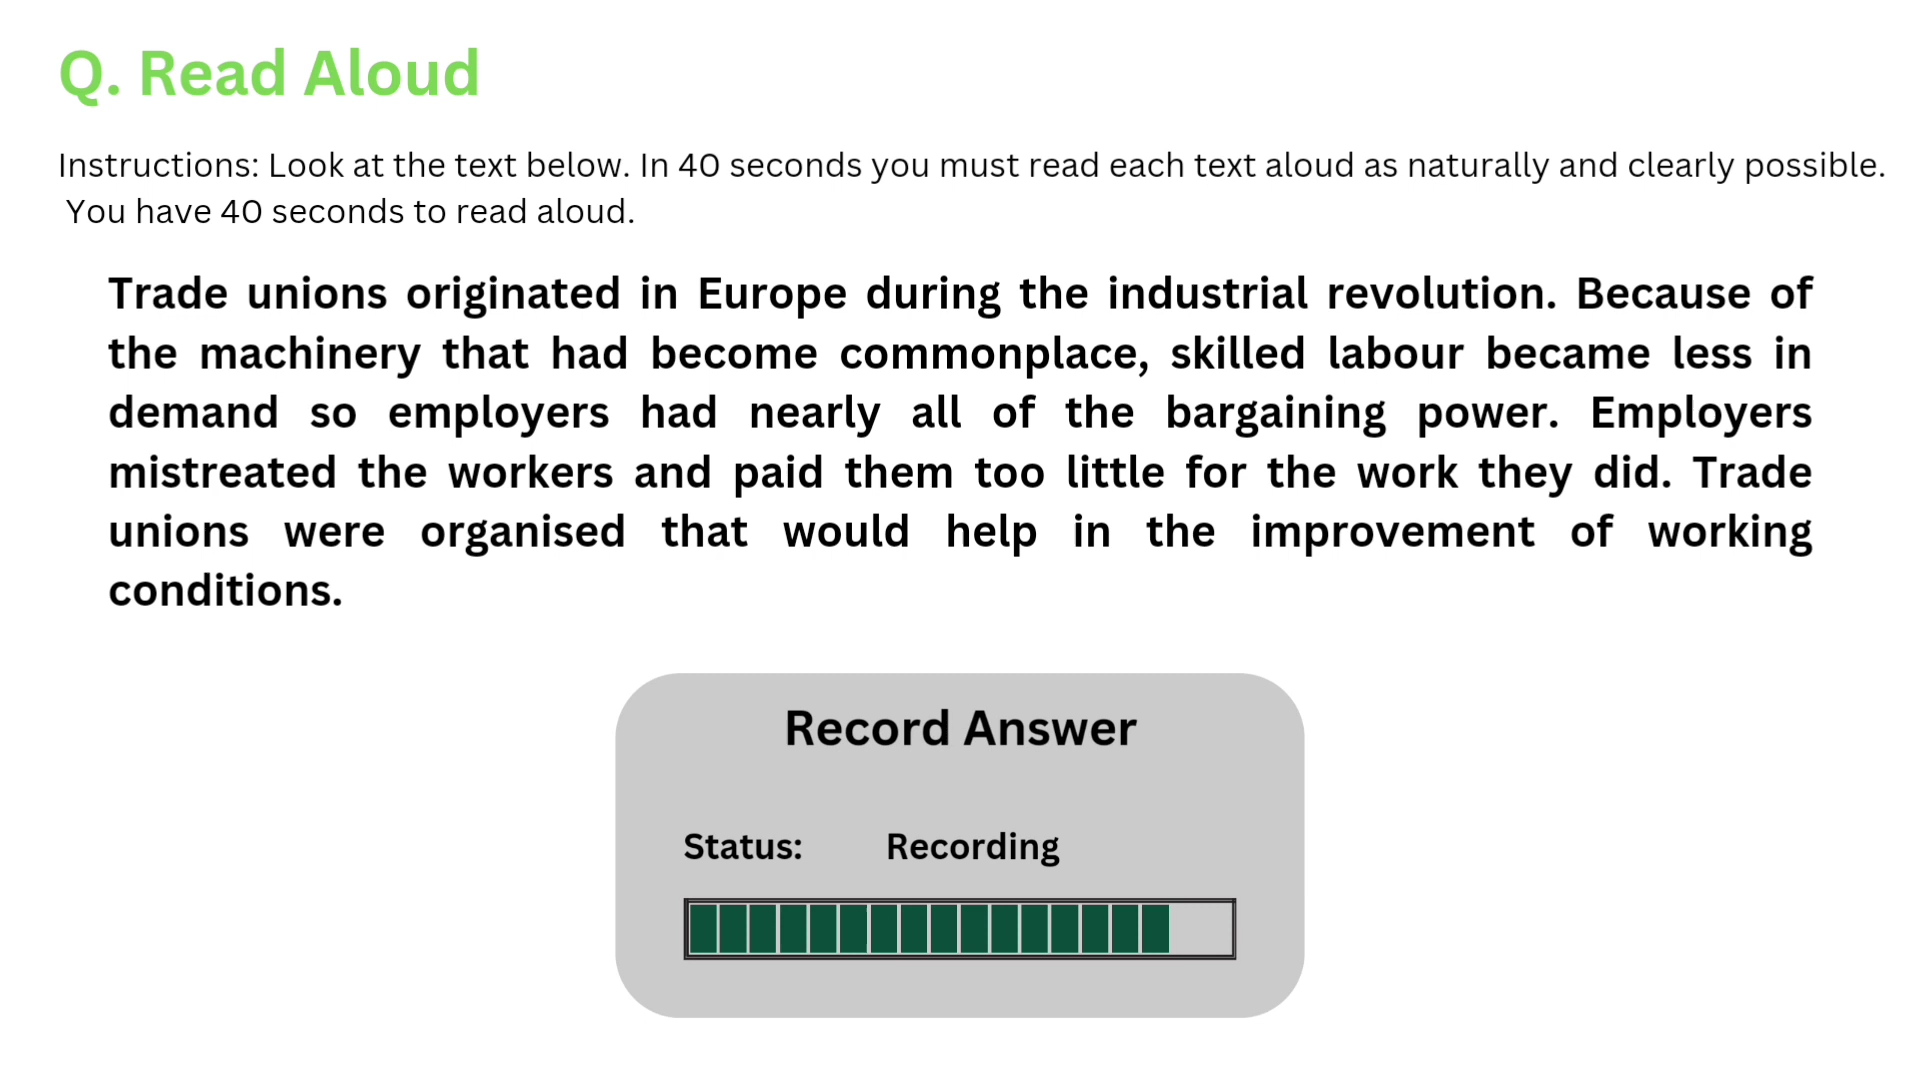 Q. Read Aloud
Instructions: Look at the text below. In 40 seconds you must read each text aloud as naturally and clearly possible.
You have 40 seconds to read aloud.
Trade unions originated in Europe during the industrial revolution. Because of
the machinery that had become commonplace, skilled labour became less in
demand so employers had nearly all of the bargaining power. Employers
mistreated the workers and paid them too little for the work they did. Trade
unions were organised that would help in the improvement of working
conditions.
Record Answer
Status: Recording